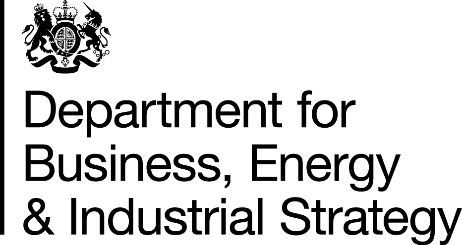 Department for
Business, Energy
& Industrial Strategy